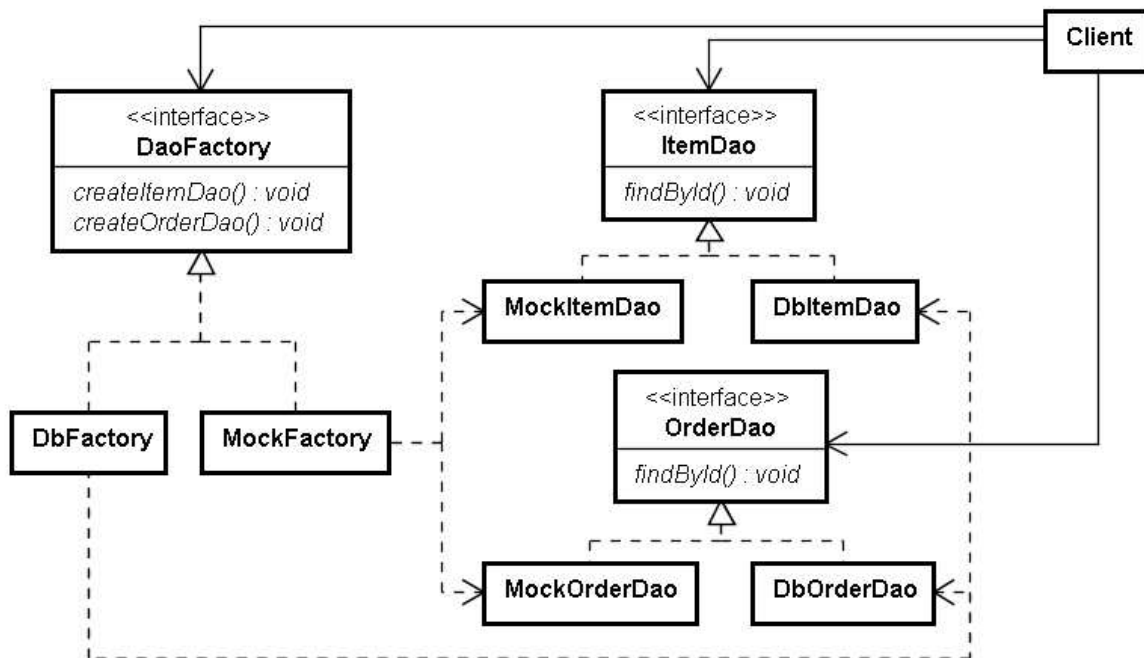 Client
<<interface>>
DaoFactory
createItemDao() : void
createOrderDao() : void
<<interface>>
ItemDao
findById() : void
MockItemDao
DbItemDao
<<interface>>
OrderDao
findById() : void
DbFactory
MockFactory
MockOrderDao
DbOrderDao